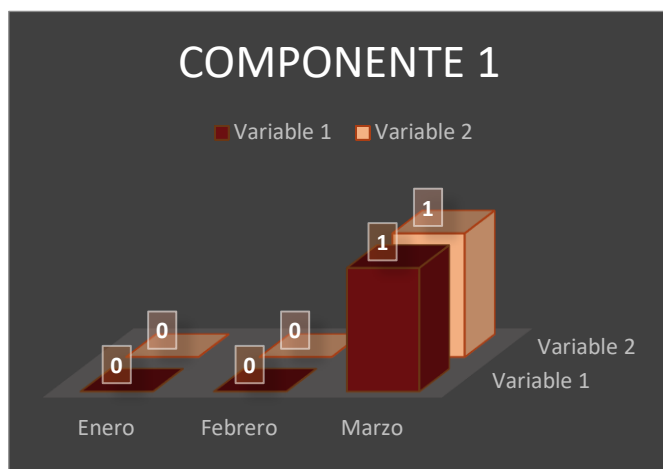 COMPONENTE 1
Variable 1 Variable 2
1
1
0 0
0 0
Variable 2
Variable 1
Enero Febrero Marzo